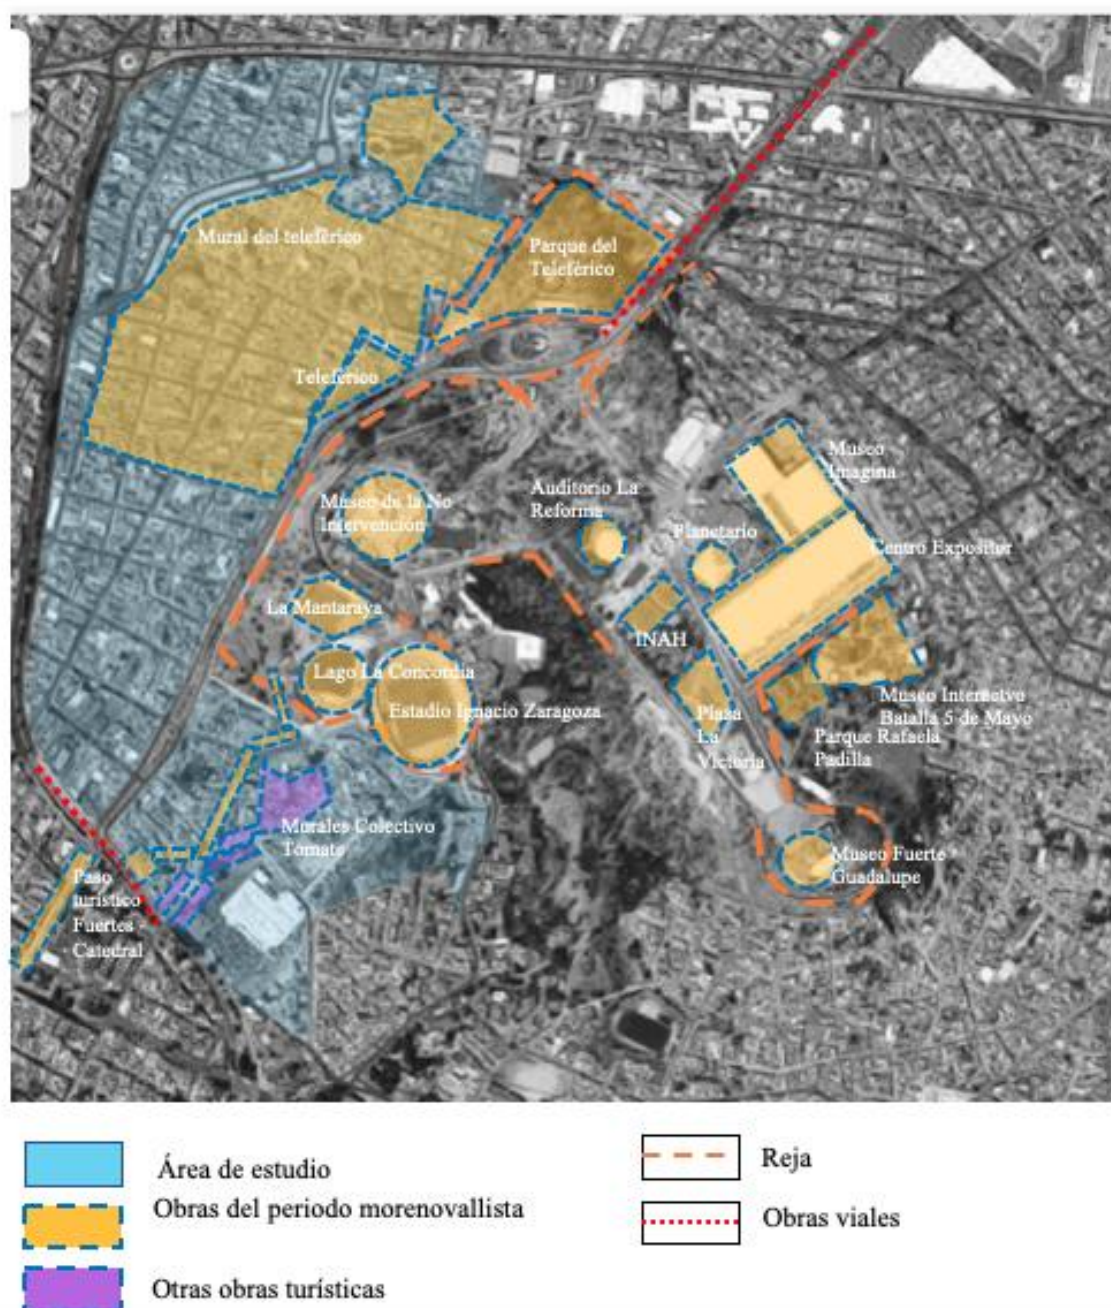 Mural del teleférico
Parque del
Teleférico
Teleférico
Museo
Imagina
Museo de la No
Intervención
Auditorio La
Reforma
Planetario
Centro Expositor
La Mantaraya
INAH
Lago La Concordia
Estadio Ignacio Zaragoza
Plasa
La
Victoria
Museo Interactvo
Batalla 5 de Mayo
Parque Rafaela
Padilla
Morales Colectivo
Tomate
Museo Fuerte
Guadalupe
Paso
turístico
Fuertes -
Catedral
Área de estudio
Obras del periodo morenovallista
Otras obras turísticas
Reja
Obras viales